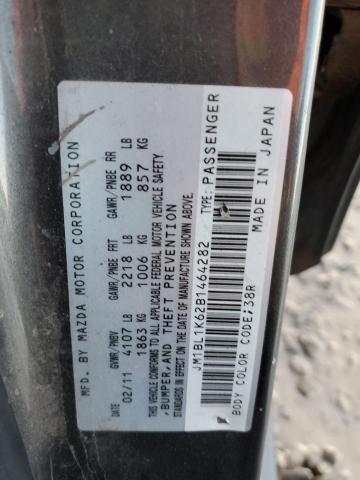 MFD. BY MAZDA MOTOR CORPORATION
GVWR/PNBV GAWR/PNBE FRT GAWR/PNBE RR
02/11 4107 LB 2218 LB 1889 LB
1863 KG 1006 KG 857 KG
THIS VEHICLE CONFORMS TO ALL APPLICABLE FEDERAL MOTOR VEHICLE SAFETY
, BUMPER, AND THEFT PREVENTION
STANDARDS IN EFFECT ON THE DATE OF MANUFACTURE SHOWN ABOVE.
JM1BL1K62B1464282 TYPE: PASSENGER
BODY COLOR CODE;38R MADE IN JAPAN